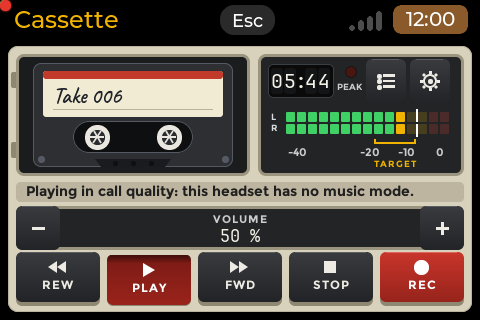 Cassette
Esc
12:00
Take 006
05:44
PEAK
L
R
-40 -20 -10 0
TARGET
Playing in call quality: this headset has no music mode.
VOLUME
50 %
REW
PLAY
FWD
STOP
REC